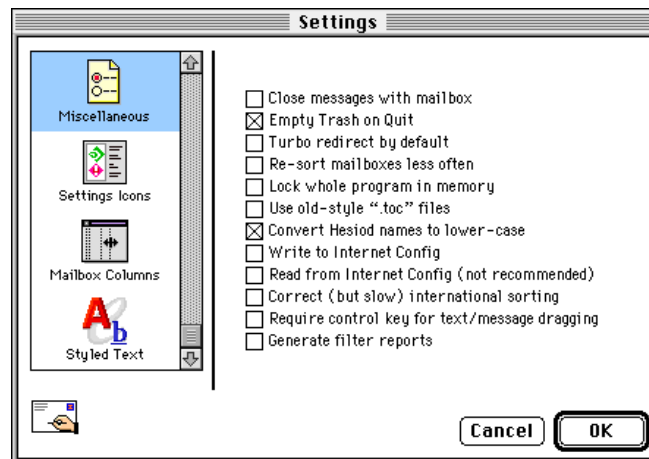 Settings
Miscellaneous
Settings Icons
Mailbox Columns
Styled Text
Close messages with mailbox
Empty Trash on Quit
Turbo redirect by default
Re-sort mailboxes less often
Lock whole program in memory
Use old-style “.toc” files
Convert Hesiod names to lower-case
Write to Internet Config
Read from Internet Config (not recommended)
Correct (but slow) international sorting
Require control key for text/message dragging
Generate filter reports
Cancel
OK